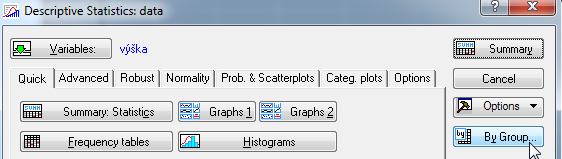 Descriptive Statistics: data
Variables: výška
Summary
Quick Advanced Robust Normality Prob. & Scatterplots Categ. plots Options
Cancel
Summary: Statistics Graphs 1 Graphs 2
Options
Frequency tables Histograms
By Group...